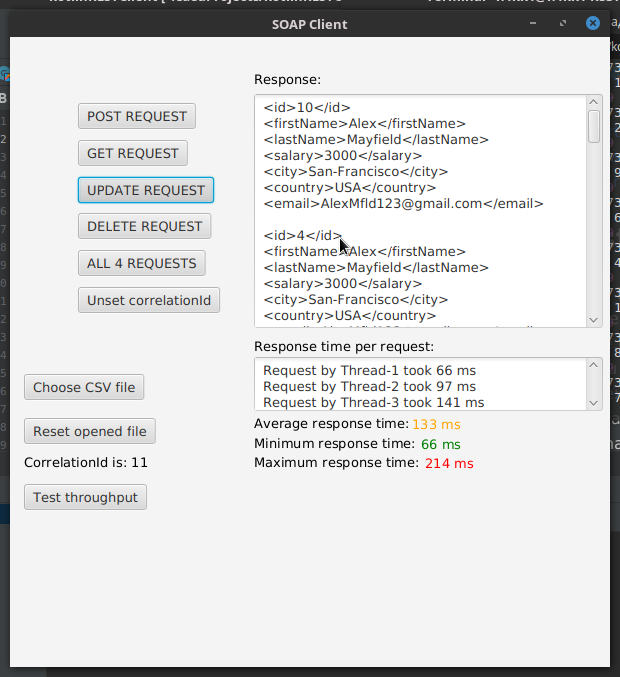 SOAP Client
Response:
POST REQUEST
GET REQUEST
UPDATE REQUEST
DELETE REQUEST
ALL 4 REQUESTS
Unset correlationId
<id>10</id>
<firstName>Alex</firstName>
<lastName>Mayfield</lastName>
<salary>3000</salary>
<city>San-Francisco</city>
<country>USA</country>
<email>AlexMfld123@gmail.com</email>
<id>4</id>
<firstName>Alex</firstName>
<lastName>Mayfield</lastName>
<salary>3000</salary>
<city>San-Francisco</city>
<country>USA</country>
Response time per request:
Request by Thread-1 took 66 ms
Request by Thread-2 took 97 ms
Request by Thread-3 took 141 ms
Average response time: 133 ms
Minimum response time: 66 ms
Maximum response time: 214 ms
Choose CSV file
Reset opened file
CorrelationId is: 11
Test throughput